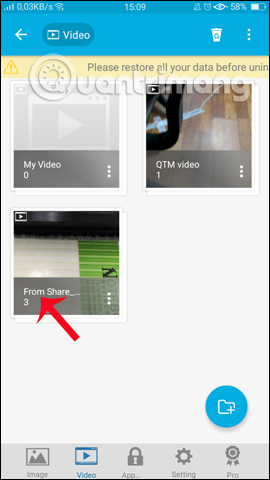 0,03KB/s 15:09 58%
Video
Please restore all your data before unin
Quantrimang
My Video
0
QTM video
1
From Share_...
3
Image Video App... Setting Pro